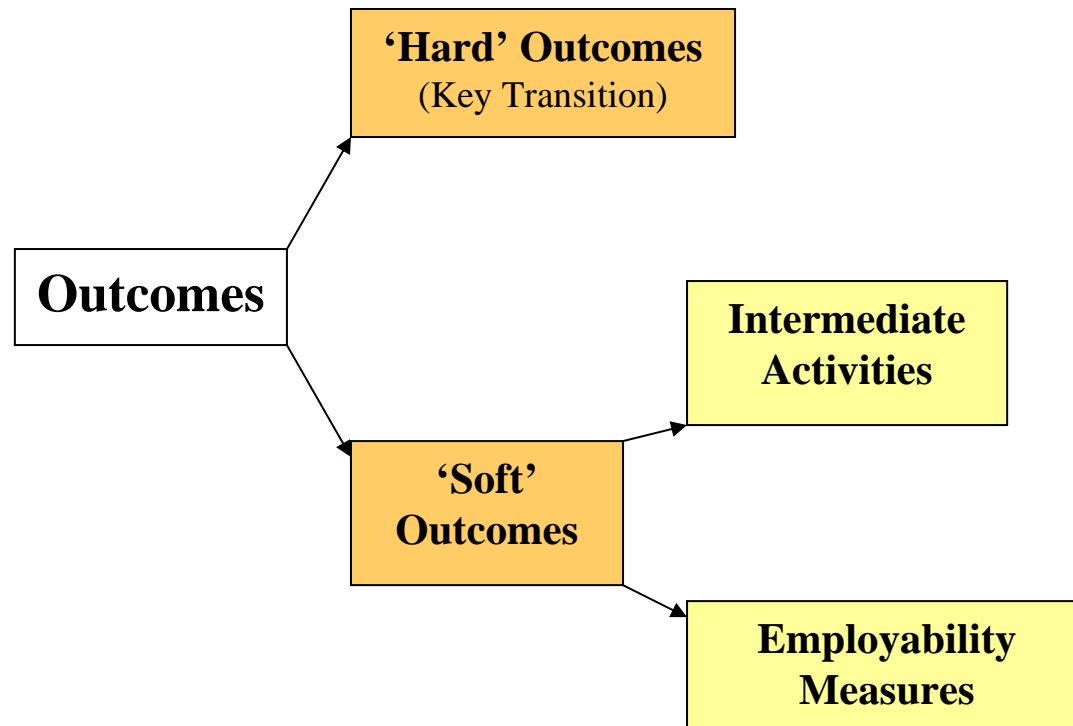 ‘Hard’ Outcomes
(Key Transition)
Outcomes
Intermediate
Activities
‘Soft’
Outcomes
Employability
Measures